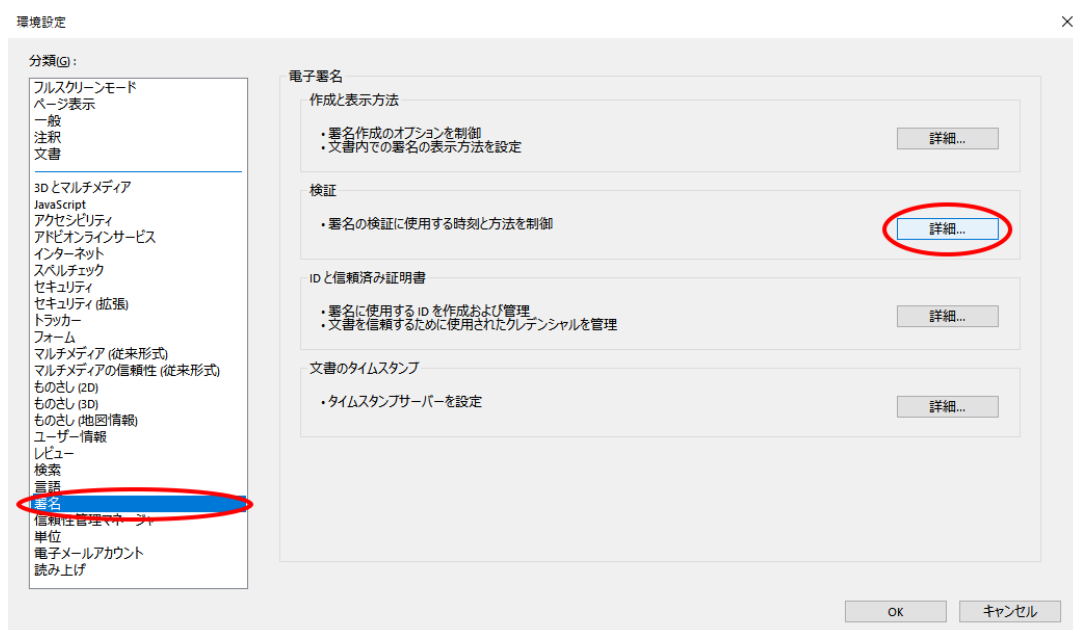 環境設定
分類(G) :
フルスクリーンモード
ページ表示
一般
注釈
文書
3D とマルチメディア
JavaScript
アクセシビリティ
アドビオンラインサービス
インターネット
スペルチェック
セキュリティ
セキュリティ (拡張)
トラッカー
フォーム
マルチメディア (従来形式)
マルチメディアの信頼性 (従来形式)
ものさし (2D)
ものさし (3D)
ものさし (地図情報)
ユーザー情報
レビュー
検索
言語
署名
信頼性管理マネージャ
単位
電子メールアカウント
読み上げ
電子署名
作成と表示方法
・署名作成のオプションを制御
・文書内での署名の表示方法を設定
詳細...
検証
・署名の検証に使用する時刻と方法を制御
詳細...
ID と信頼済み証明書
・署名に使用する ID を作成および管理
・文書を信頼するために使用されたクレデンシャルを管理
詳細...
文書のタイムスタンプ
・タイムスタンプサーバーを設定
詳細...
OK
キャンセル